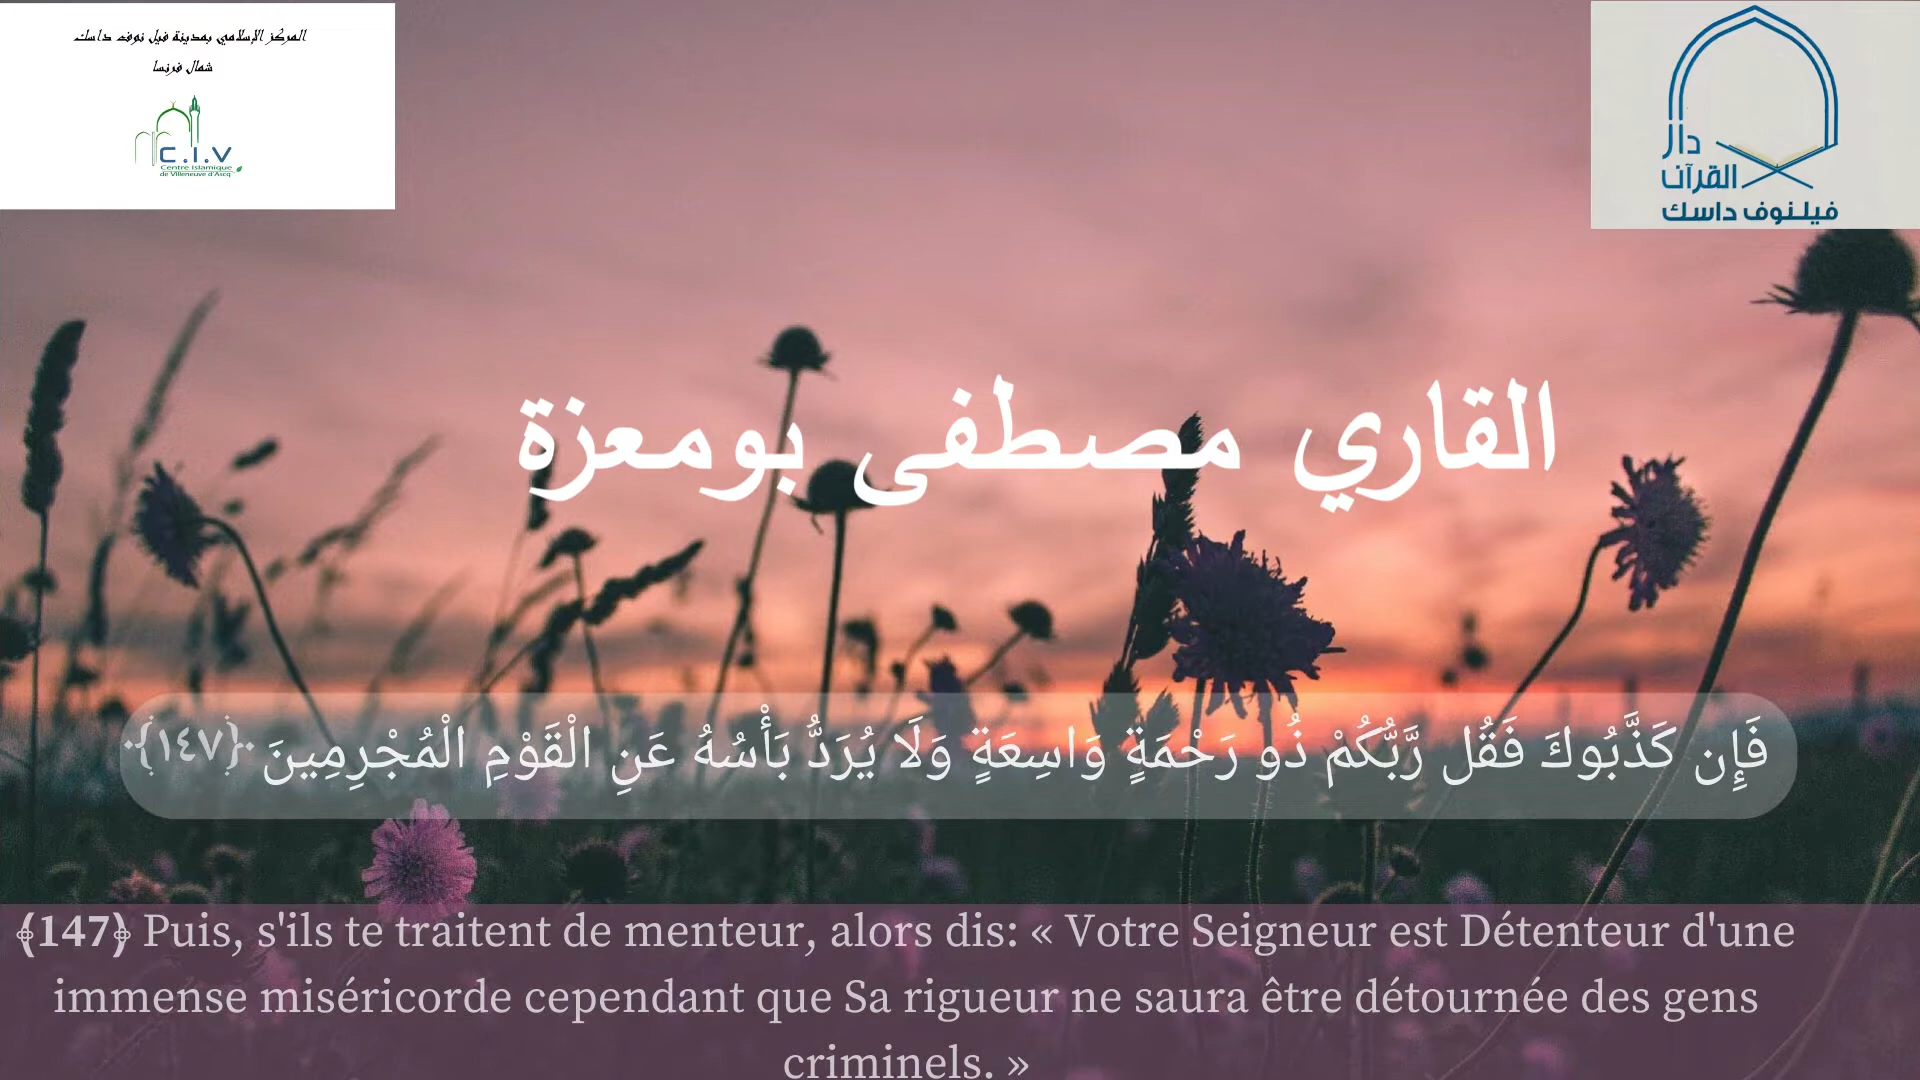 المركز الإسلامي بمدينة فيل نوف داسك
شمال فرنسا
C.I.V
Centre Islamique
de Villeneuve d'Ascq
دار
القرآن
فيلنوف داسك
القاري مصطفى بومعزة
فَإِن كَذَّبُوكَ فَقُل رَّبُّكُمْ ذُو رَحْمَةٍ وَاسِعَةٍ وَلَا يُرَدُّ بَأْسُهُ عَنِ الْقَوْمِ الْمُجْرِمِينَ ﴿١٤٧﴾
﴾147﴿ Puis, s'ils te traitent de menteur, alors dis: « Votre Seigneur est Détenteur d'une
immense miséricorde cependant que Sa rigueur ne saura être détournée des gens
criminels. »